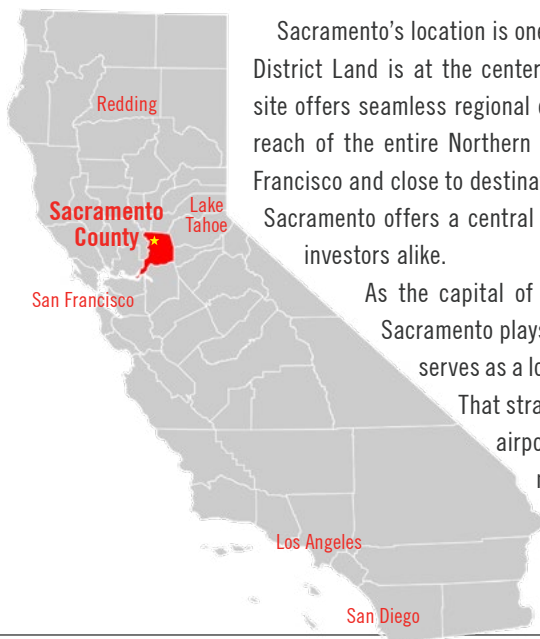 Sacramento's location is one
District Land is at the center
site offers seamless regional
reach of the entire Northern
Francisco and close to destina
Sacramento offers a central
investors alike.
As the capital of
Sacramento plays
serves as a lo
That stra
airpo
Redding
Lake
Tahoe
Sacramento
County
San Francisco
Los Angeles
San Diego